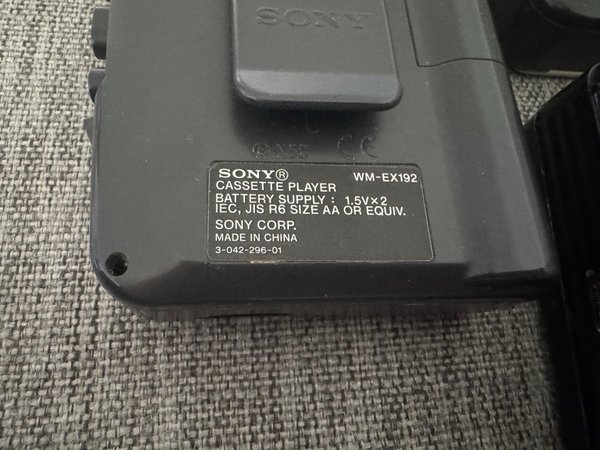 SONY
SONY® WM-EX192
CASSETTE PLAYER
BATTERY SUPPLY : 1.5V×2
IEC, JIS R6 SIZE AA OR EQUIV.
SONY CORP.
MADE IN CHINA
3-042-296-01